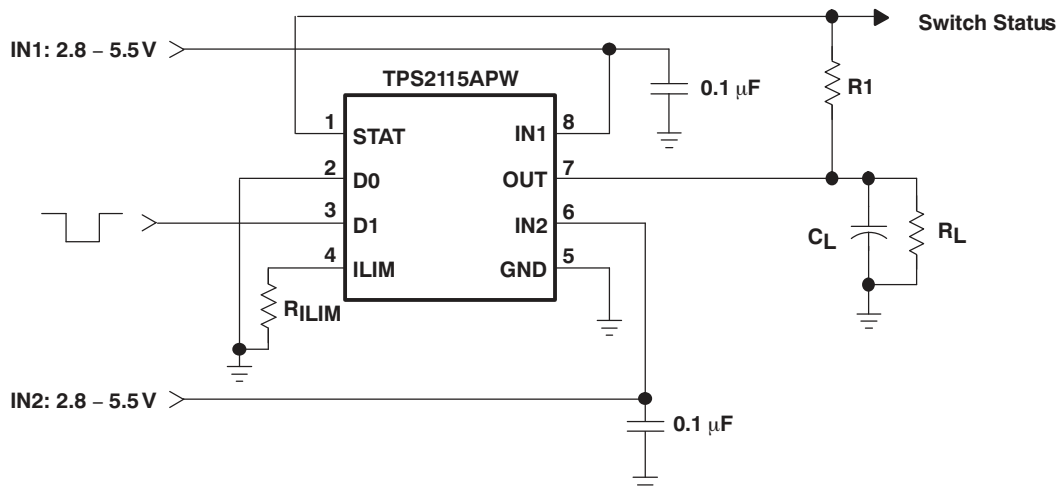 Switch Status
IN1: 2.8 – 5.5 V
TPS2115APW
0.1 μF
R1
1 STAT IN1 8
2 D0 OUT 7
3 D1 IN2 6
4 ILIM GND 5
CL
RL
RILIM
IN2: 2.8 – 5.5 V
0.1 μF